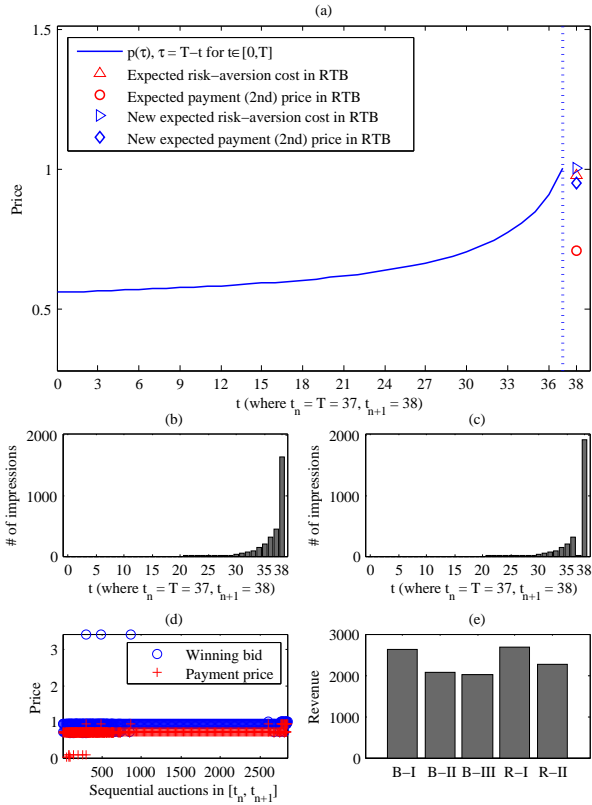 (a)
1.5
1
0.5
Price
p(τ), τ = T−t for t∈[0,T]
Expected risk−aversion cost in RTB
Expected payment (2nd) price in RTB
New expected risk−aversion cost in RTB
New expected payment (2nd) price in RTB
0 3 6 9 12 15 18 21 24 27 30 33 36 38
t (where t_n = T = 37, t_{n+1} = 38)
(b)
2000
1000
0
# of impressions
0 5 10 15 20 25 30 35 38
t (where t_n = T = 37, t_{n+1} = 38)
(c)
2000
1000
0
# of impressions
0 5 10 15 20 25 30 35 38
t (where t_n = T = 37, t_{n+1} = 38)
(d)
3
2
1
0
Price
Winning bid
Payment price
500 1000 1500 2000 2500
Sequential auctions in [t_n, t_{n+1}]
(e)
3000
2000
1000
0
Revenue
B−I B−II B−III R−I R−II